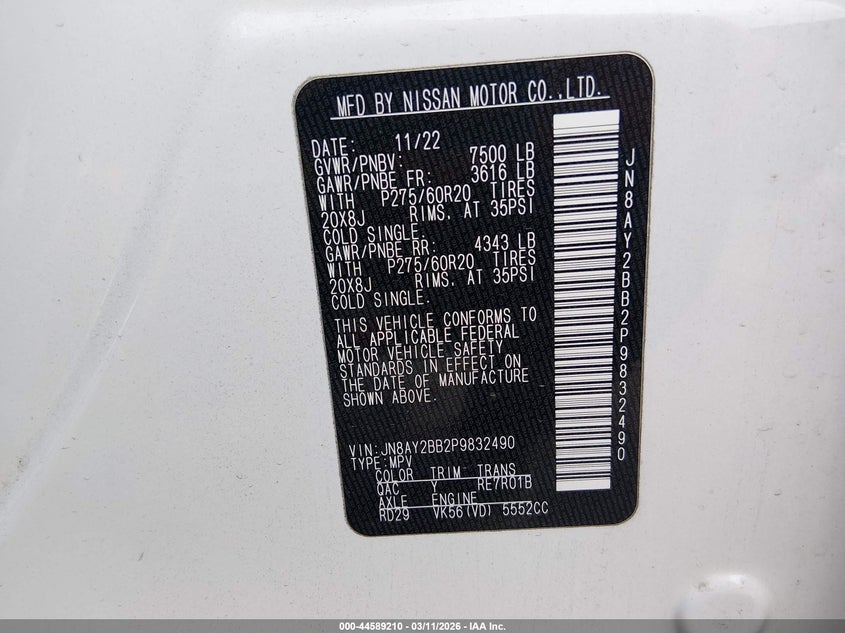 MFD BY NISSAN MOTOR CO.,LTD.
DATE: 11/22
GVWR/PNBV: 7500 LB
GAWR/PNBE FR: 3616 LB
WITH P275/60R20 TIRES
20X8J RIMS. AT 35PSI
COLD SINGLE.
GAWR/PNBE RR: 4343 LB
WITH P275/60R20 TIRES
20X8J RIMS. AT 35PSI
COLD SINGLE.
THIS VEHICLE CONFORMS TO
ALL APPLICABLE FEDERAL
MOTOR VEHICLE SAFETY
STANDARDS IN EFFECT ON
THE DATE OF MANUFACTURE
SHOWN ABOVE.
VIN:JN8AY2BB2P9832490
TYPE:MPV
COLOR TRIM TRANS
QAC Y RE7R01B
AXLE ENGINE
RD29 VK56(VD) 5552CC
JN8AY2BB2P9832490
000-44589210 - 03/11/2026 - IAA Inc.